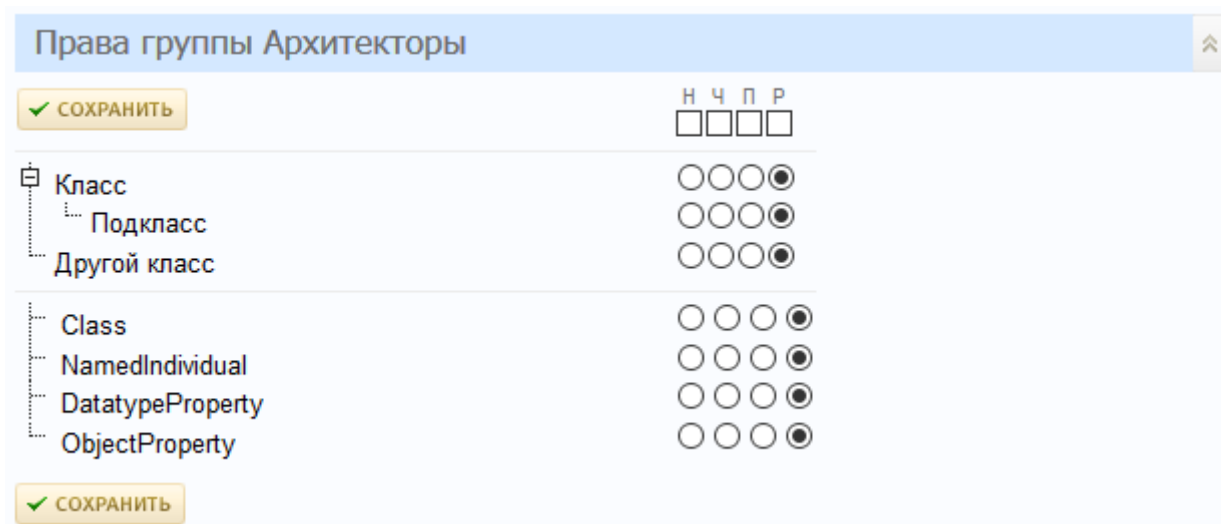 Права группы Архитекторы
СОХРАНИТЬ
Н Ч П Р
Класс
Подкласс
Другой класс
Class
NamedIndividual
DatatypeProperty
ObjectProperty
СОХРАНИТЬ